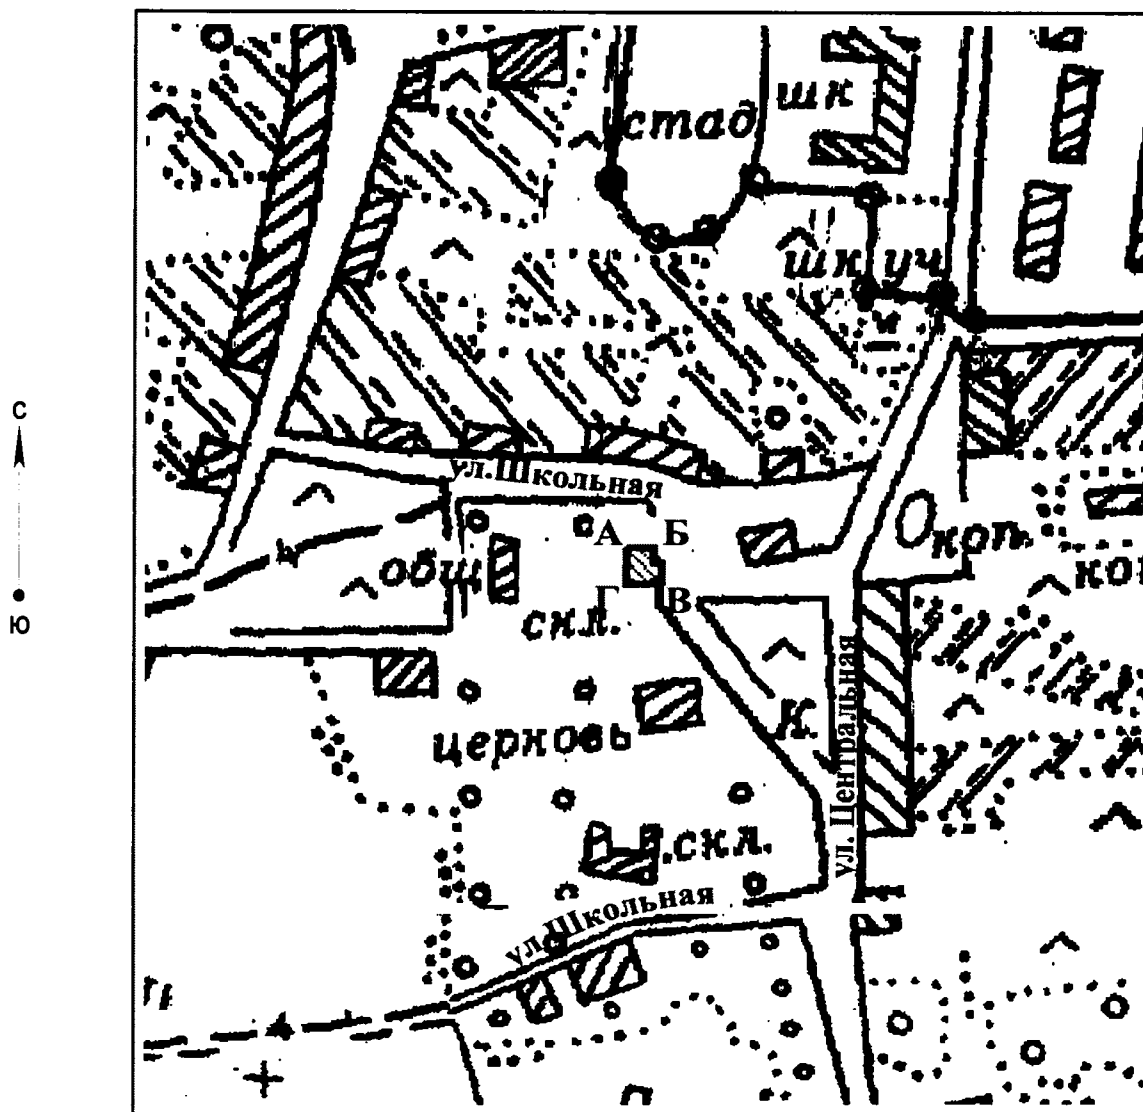 шк
стад
шк уч
С
Ю
ул.Школьная
А Б
общ
коп.
Г В
скл.
К.
церковь
ул. Центральная
.скл.
ул.Школьная